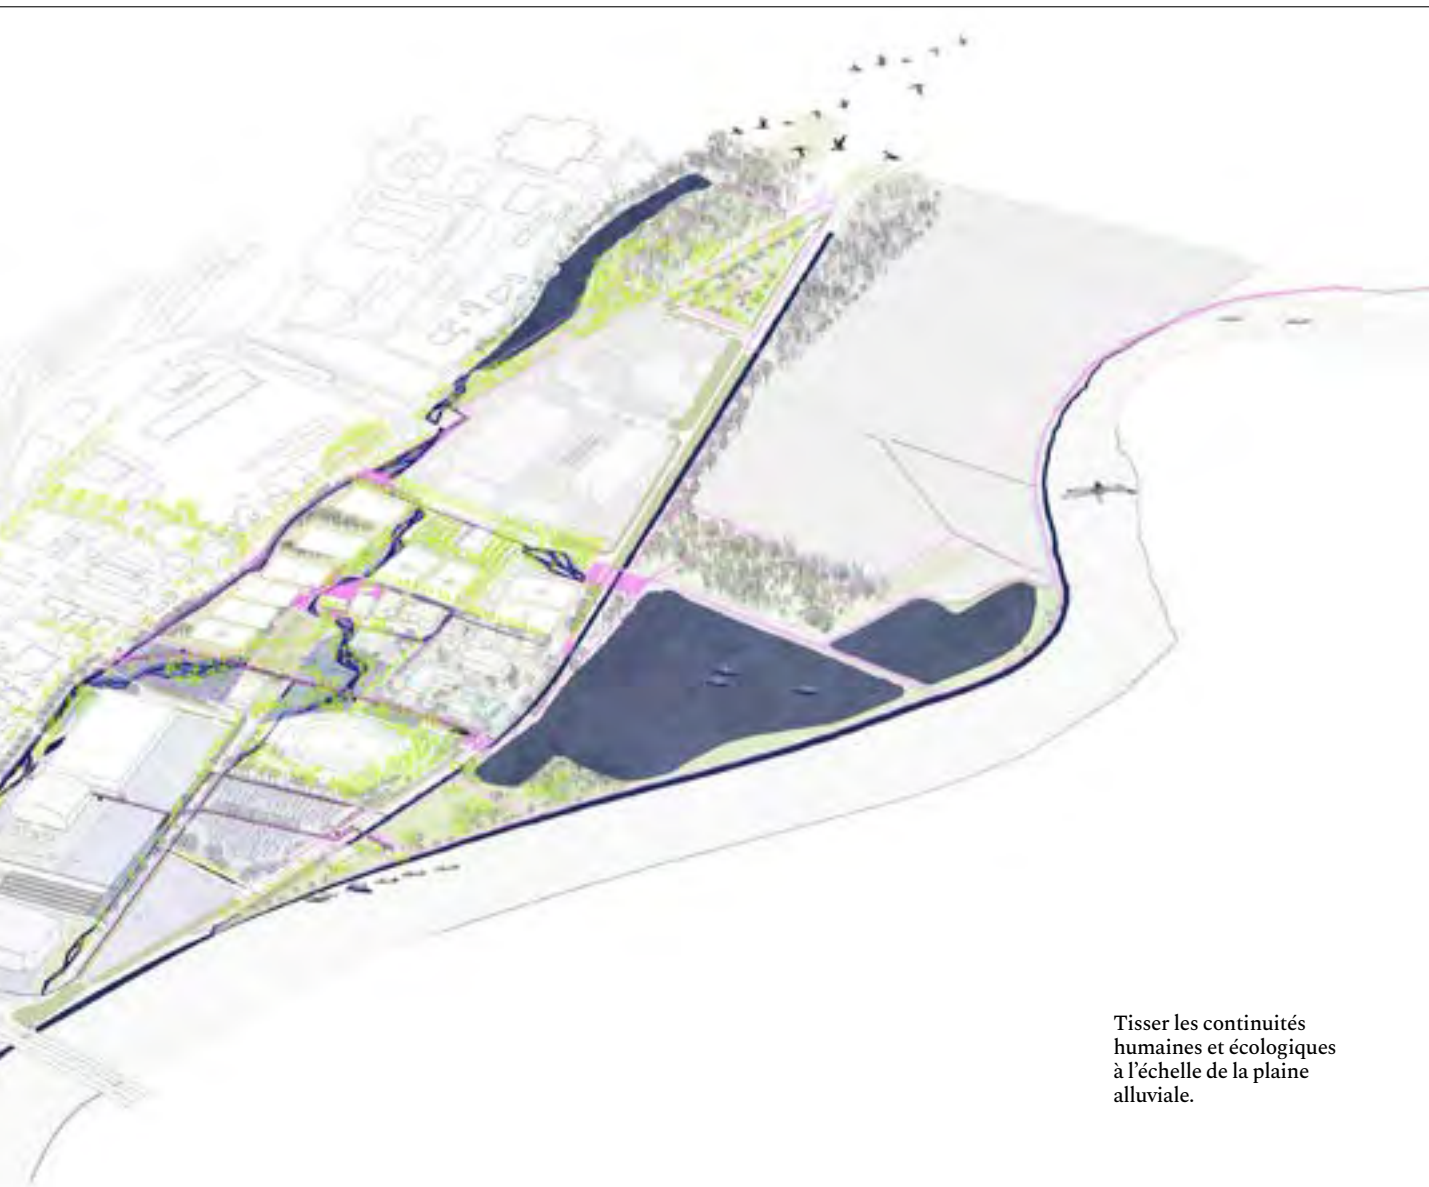 Tisser les continuités
humaines et écologiques
à l’échelle de la plaine
alluviale.